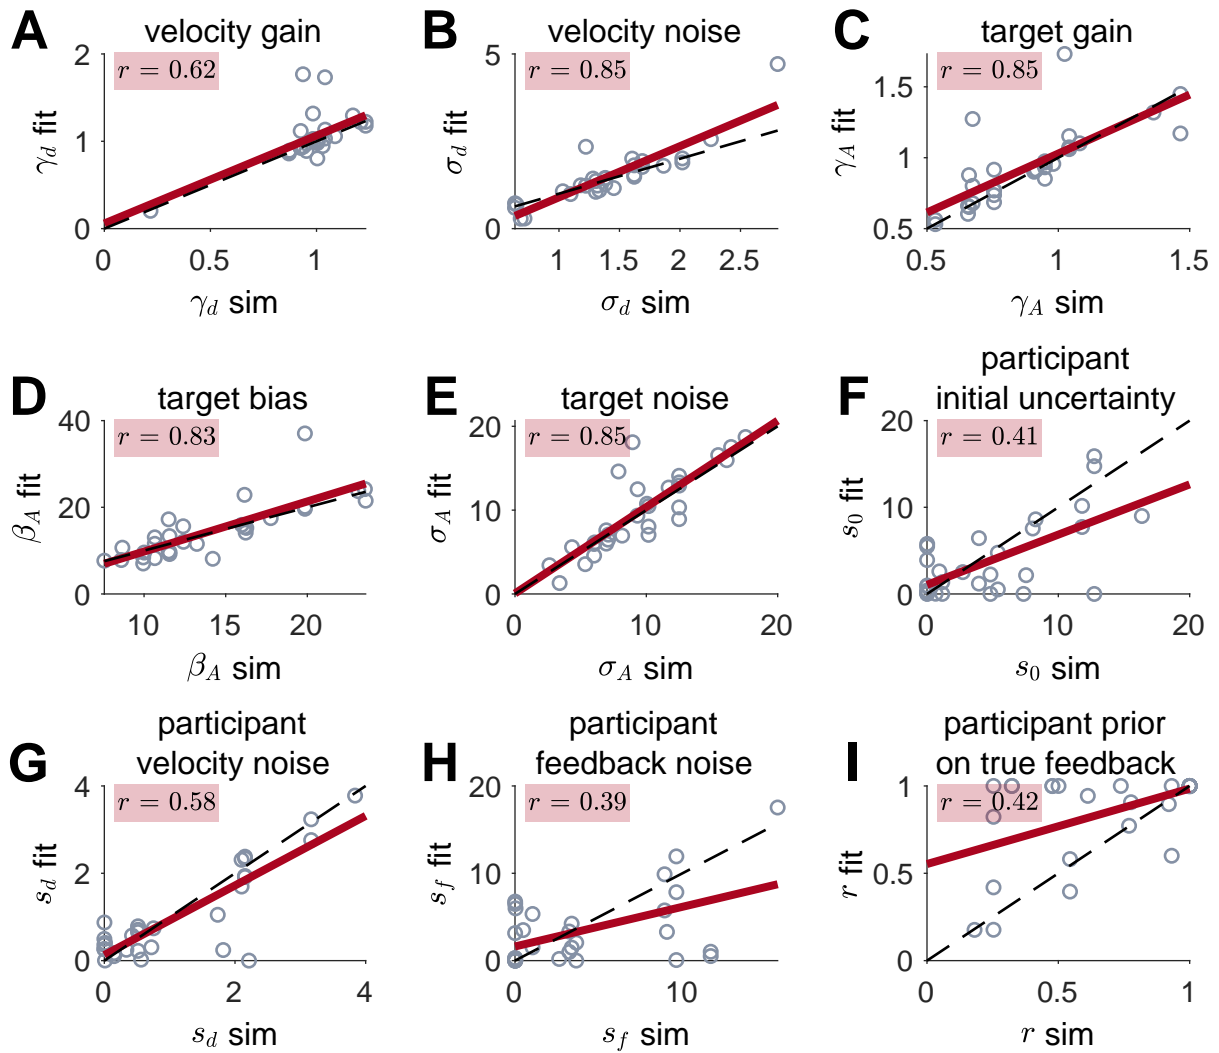 A velocity gain
2
r = 0.62
γd fit
1
0
0 0.5 1
γd sim
B velocity noise
5
r = 0.85
σd fit
0
1 1.5 2 2.5
σd sim
C target gain
r = 0.85
1.5
γA fit
1
0.5
0.5 1 1.5
γA sim
D target bias
40
r = 0.83
βA fit
20
0
10 15 20
βA sim
E target noise
20
r = 0.85
σA fit
10
0
0 10 20
σA sim
participant
F initial uncertainty
20
r = 0.41
s0 fit
10
0
0 10 20
s0 sim
participant
G velocity noise
4
r = 0.58
sd fit
2
0
0 2 4
sd sim
participant
H feedback noise
20
r = 0.39
sf fit
10
0
0 10
sf sim
participant prior
I on true feedback
1
r = 0.42
r fit
0.5
0
0 0.5 1
r sim